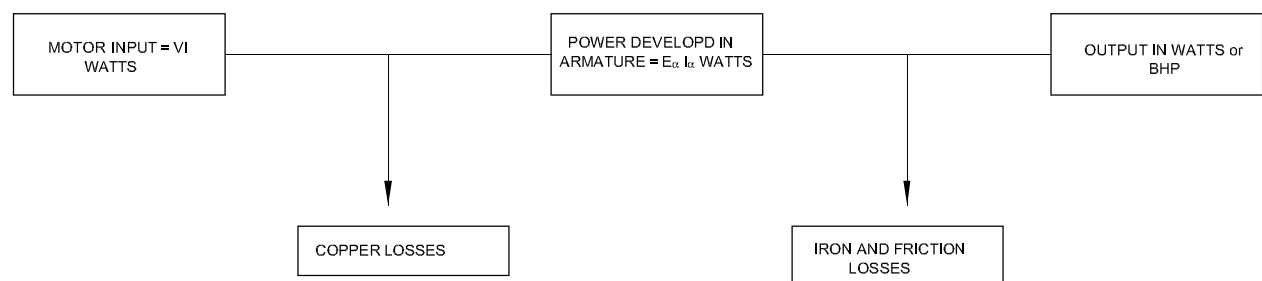 MOTOR INPUT = VI
WATTS
POWER DEVELOPD IN
ARMATURE = Eα Iα WATTS
OUTPUT IN WATTS or
BHP
COPPER LOSSES
IRON AND FRICTION
LOSSES